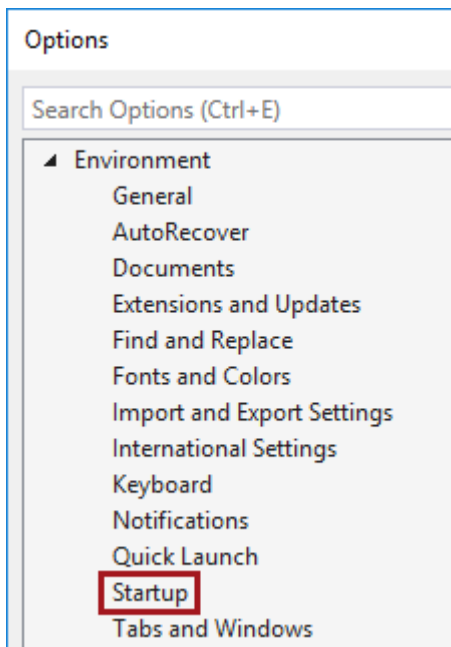 Options
Search Options (Ctrl+E)
Environment
General
AutoRecover
Documents
Extensions and Updates
Find and Replace
Fonts and Colors
Import and Export Settings
International Settings
Keyboard
Notifications
Quick Launch
Startup
Tabs and Windows